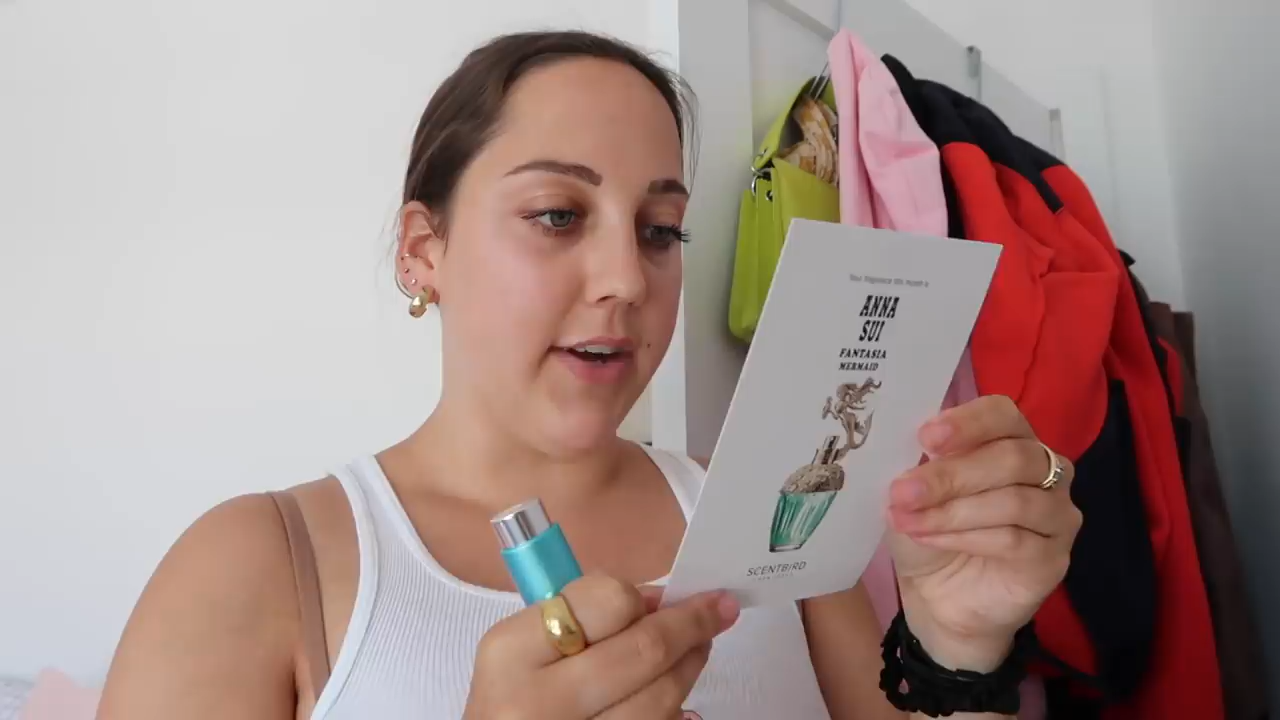 Your fragrance this month is
ANNA
SUI
FANTASIA
MERMAID
SCENTBIRD